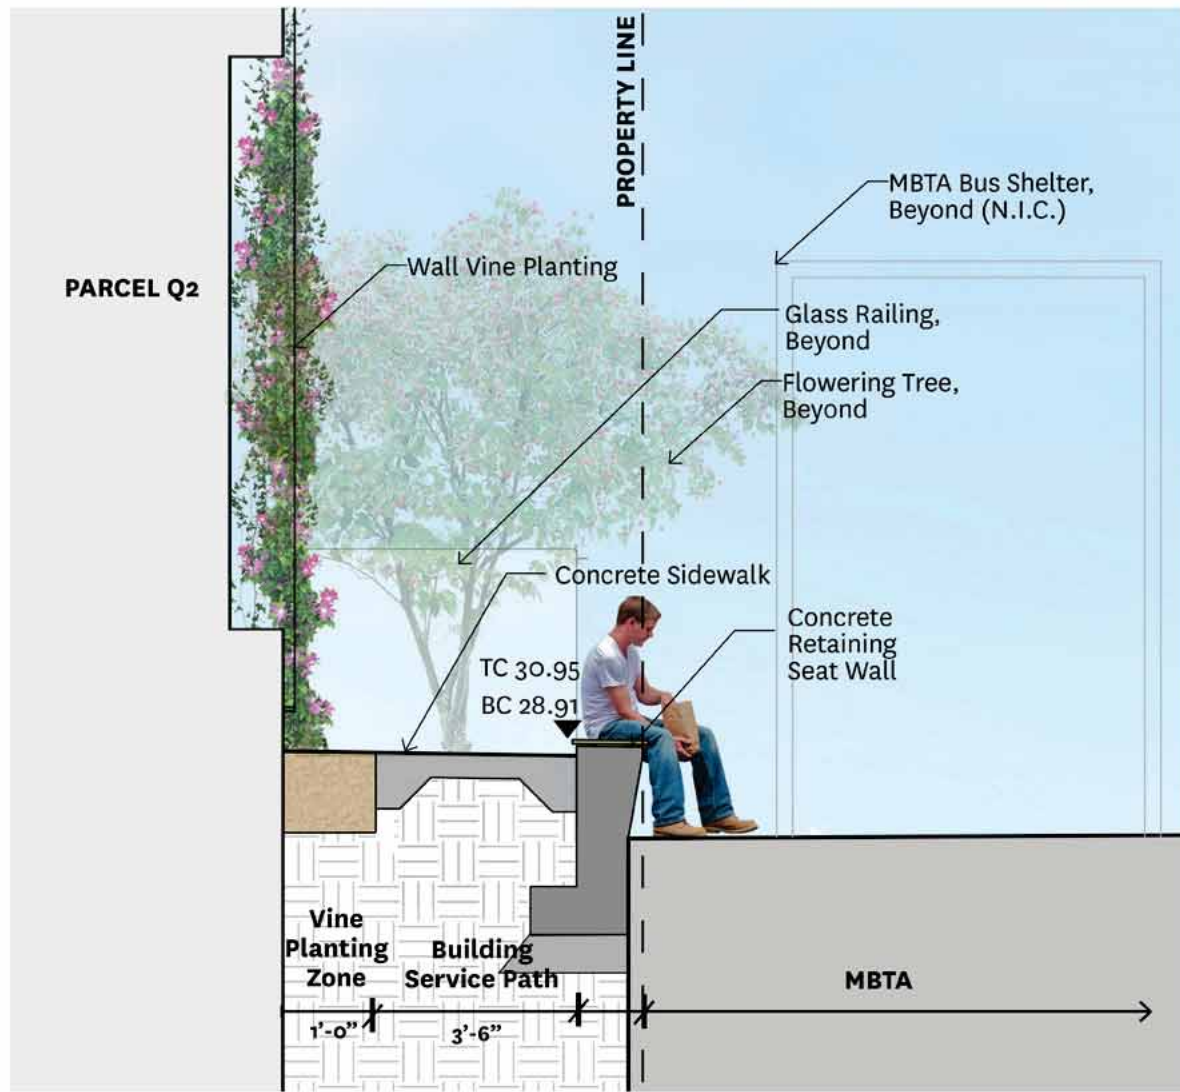 PROPERTY LINE
MBTA Bus Shelter,
Beyond (N.I.C.)
PARCEL Q2
Wall Vine Planting
Glass Railing,
Beyond
Flowering Tree,
Beyond
Concrete Sidewalk
Concrete
Retaining
Seat Wall
TC 30.95
BC 28.91
Vine
Planting
Zone
Building
Service Path
MBTA
1'-0"
3'-6"